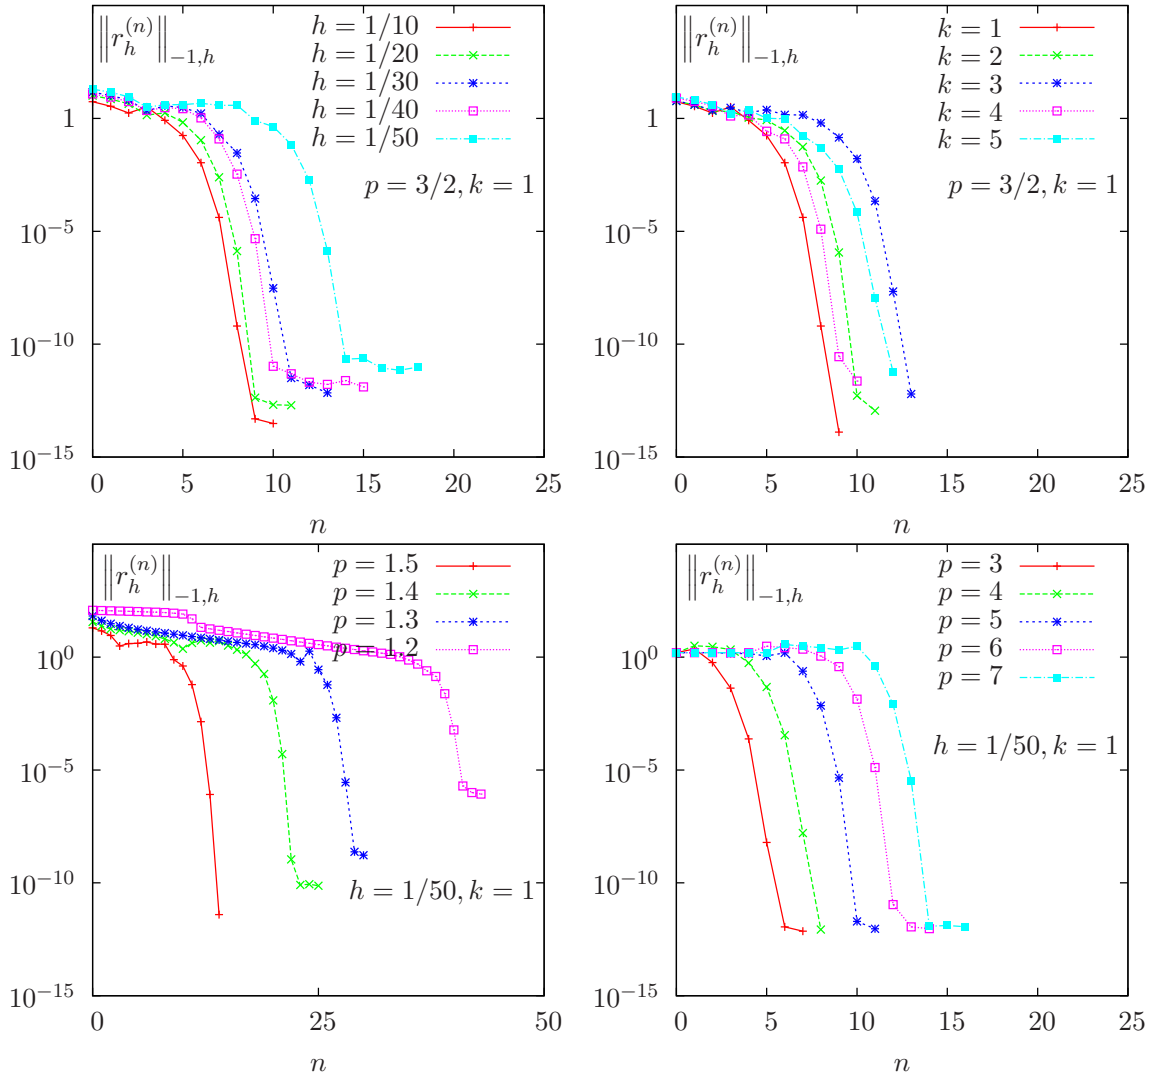 ‖r_h^{(n)}‖_{−1,h}
h = 1/10
h = 1/20
h = 1/30
h = 1/40
h = 1/50
p = 3/2, k = 1
1
10^{−5}
10^{−10}
10^{−15}
0 5 10 15 20 25
n
‖r_h^{(n)}‖_{−1,h}
k = 1
k = 2
k = 3
k = 4
k = 5
p = 3/2, k = 1
1
10^{−5}
10^{−10}
10^{−15}
0 5 10 15 20 25
n
‖r_h^{(n)}‖_{−1,h}
p = 1.5
p = 1.4
p = 1.3
p = 1.2
h = 1/50, k = 1
10^{0}
10^{−5}
10^{−10}
10^{−15}
0 25 50
n
‖r_h^{(n)}‖_{−1,h}
p = 3
p = 4
p = 5
p = 6
p = 7
h = 1/50, k = 1
10^{0}
10^{−5}
10^{−10}
10^{−15}
0 5 10 15 20 25
n